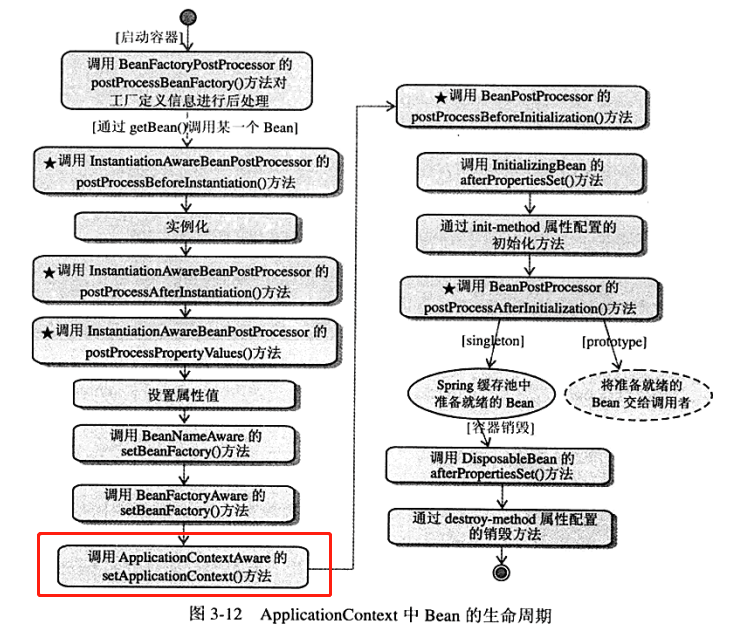 [启动容器]
调用 BeanFactoryPostProcessor 的
postProcessBeanFactory()方法对
工厂定义信息进行后处理
[通过 getBean()调用某一个 Bean]
★调用 InstantiationAwareBeanPostProcessor 的
postProcessBeforeInstantiation()方法
实例化
★调用 InstantiationAwareBeanPostProcessor 的
postProcessAfterInstantiation()方法
★调用 InstantiationAwareBeanPostProcessor 的
postProcessPropertyValues()方法
设置属性值
调用 BeanNameAware 的
setBeanFactory()方法
调用 BeanFactoryAware 的
setBeanFactory()方法
调用 ApplicationContextAware 的
setApplicationContext()方法
★调用 BeanPostProcessor 的
postProcessBeforeInitialization()方法
调用 InitializingBean 的
afterPropertiesSet()方法
通过 init-method 属性配置的
初始化方法
★调用 BeanPostProcessor 的
postProcessAfterInitialization()方法
[singleton]
[prototype]
Spring 缓存池中
准备就绪的 Bean
将准备就绪的
Bean 交给调用者
[容器销毁]
调用 DisposableBean 的
afterPropertiesSet()方法
通过 destroy-method 属性配置
的销毁方法
图 3-12 ApplicationContext 中 Bean 的生命周期